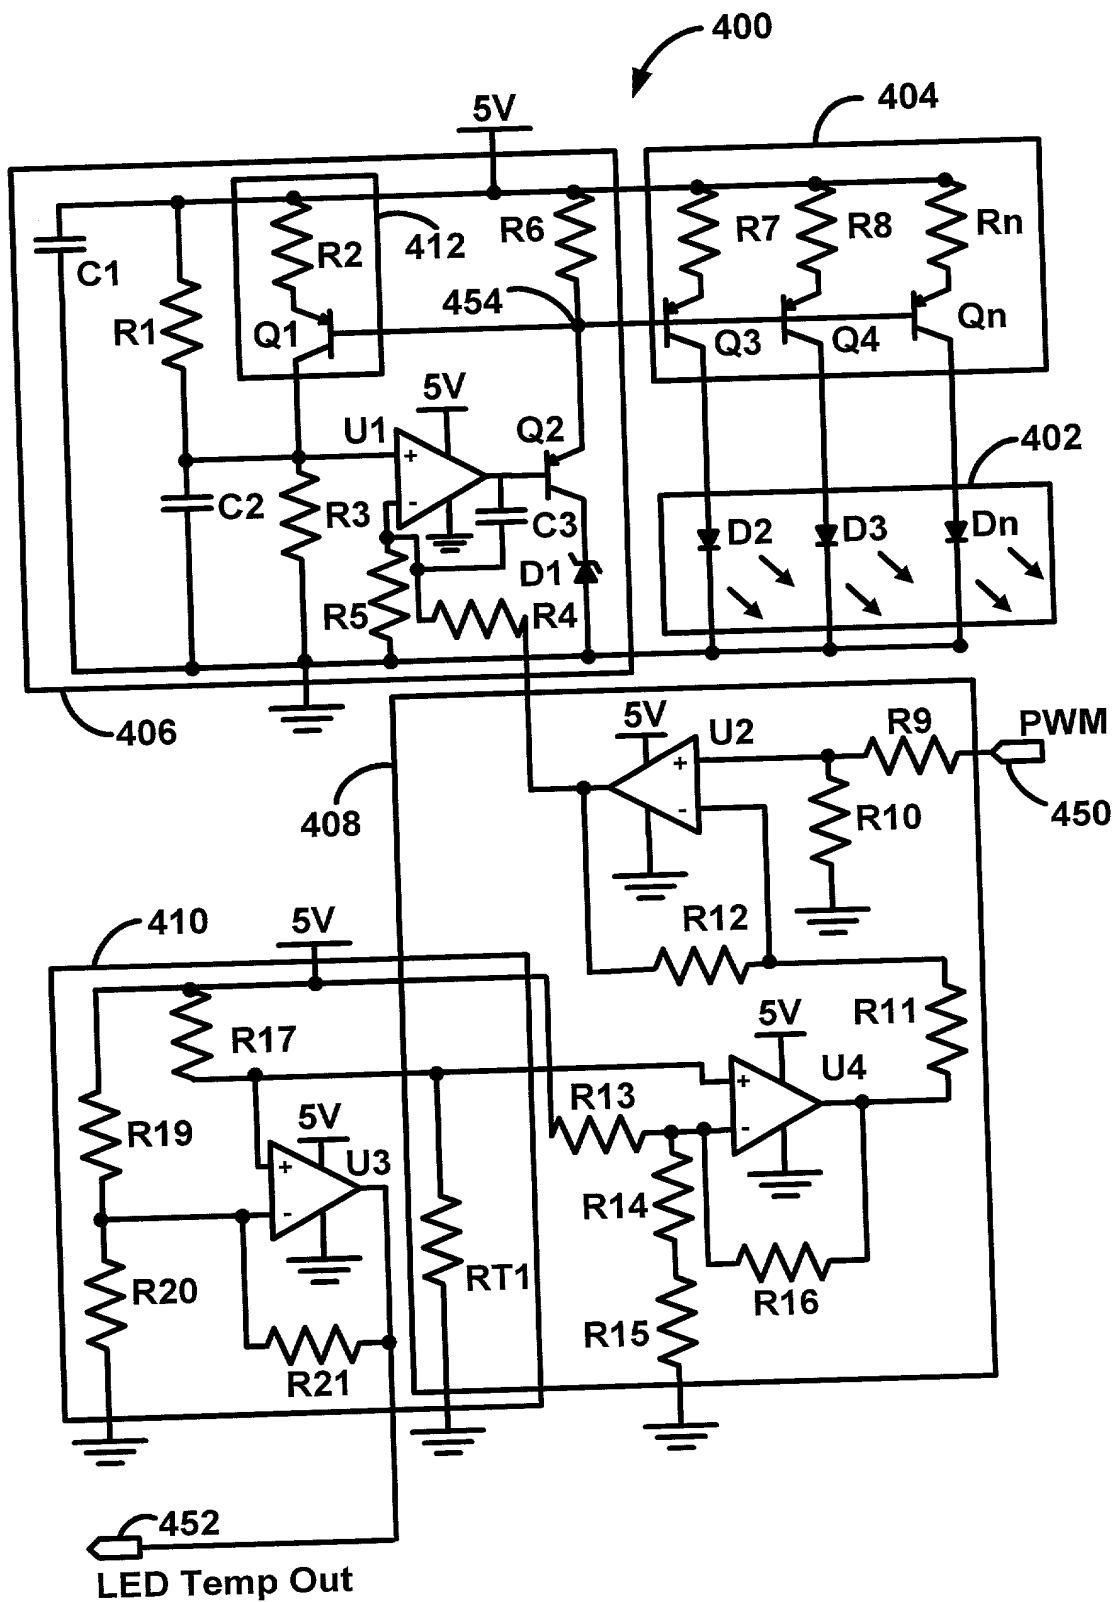 400
404
5V
R7
R8
Rn
R2
412
R6
C1
454
R1
Q1
Q3
Q4
Qn
5V
U1
Q2
402
+
-
C2
R3
C3
D2
D3
Dn
D1
R5
R4
406
5V
U2
R9
PWM
+
-
R10
450
408
R12
410
5V
R17
R11
5V
U4
+
-
R13
R19
5V
U3
+
-
R14
R20
RT1
R16
R15
R21
452
LED Temp Out